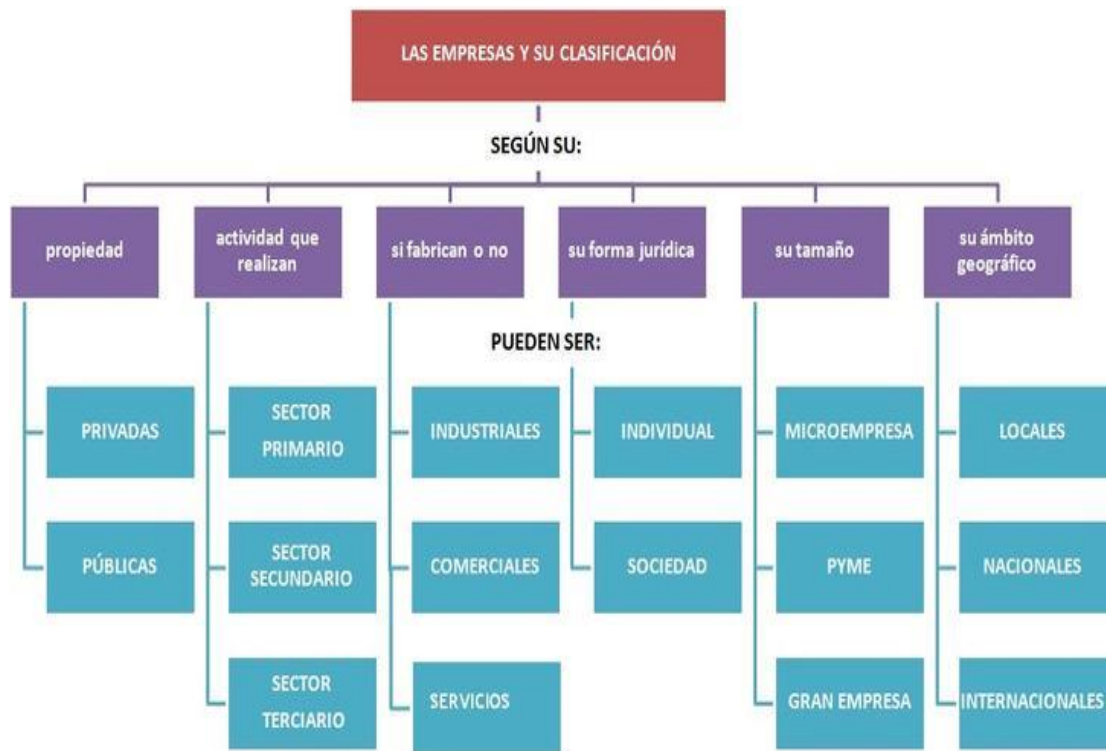 LAS EMPRESAS Y SU CLASIFICACIÓN
SEGÚN SU:
propiedad
actividad que
realizan
si fabrican o no
su forma jurídica
su tamaño
su ámbito
geográfico
PUEDEN SER:
PRIVADAS
SECTOR
PRIMARIO
INDUSTRIALES
INDIVIDUAL
MICROEMPRESA
LOCALES
PÚBLICAS
SECTOR
SECUNDARIO
COMERCIALES
SOCIEDAD
PYME
NACIONALES
SECTOR
TERCIARIO
SERVICIOS
GRAN EMPRESA
INTERNACIONALES